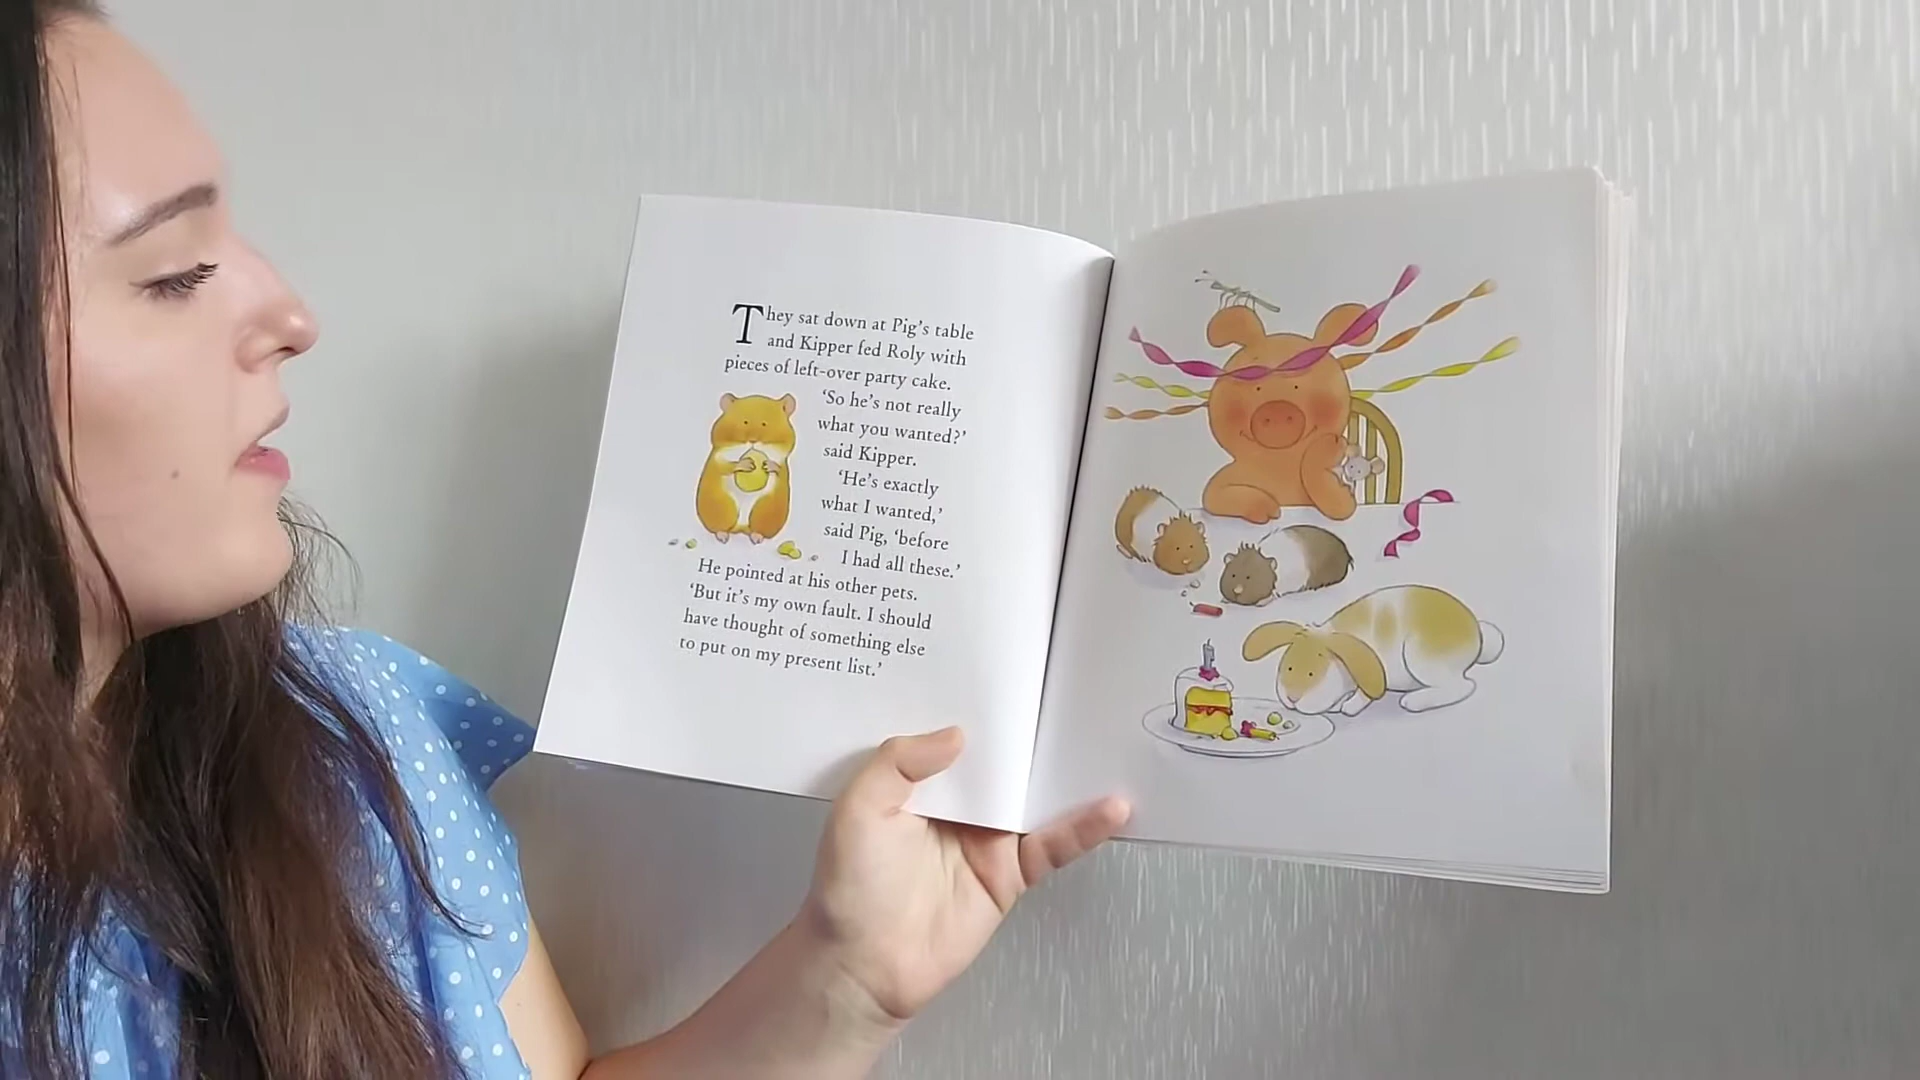 They sat down at Pig's table
and Kipper fed Roly with
pieces of left-over party cake.
‘So he's not really
what you wanted?’
said Kipper.
‘He's exactly
what I wanted,’
said Pig, ‘before
I had all these.’
He pointed at his other pets.
‘But it's my own fault. I should
have thought of something else
to put on my present list.’